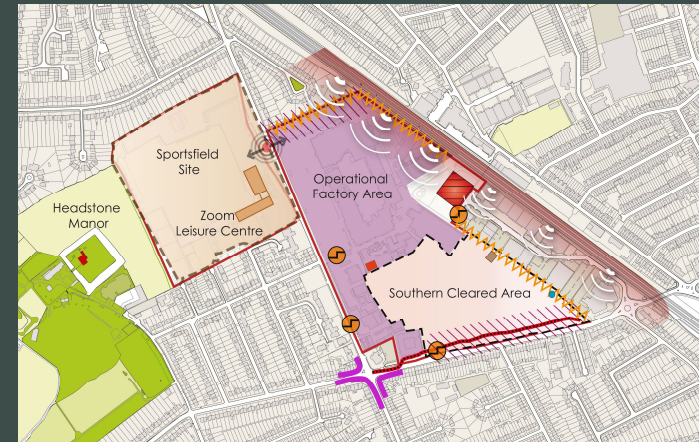 Sportsfield
Site
Operational
Factory Area
Headstone
Manor
Zoom
Leisure Centre
Southern Cleared Area